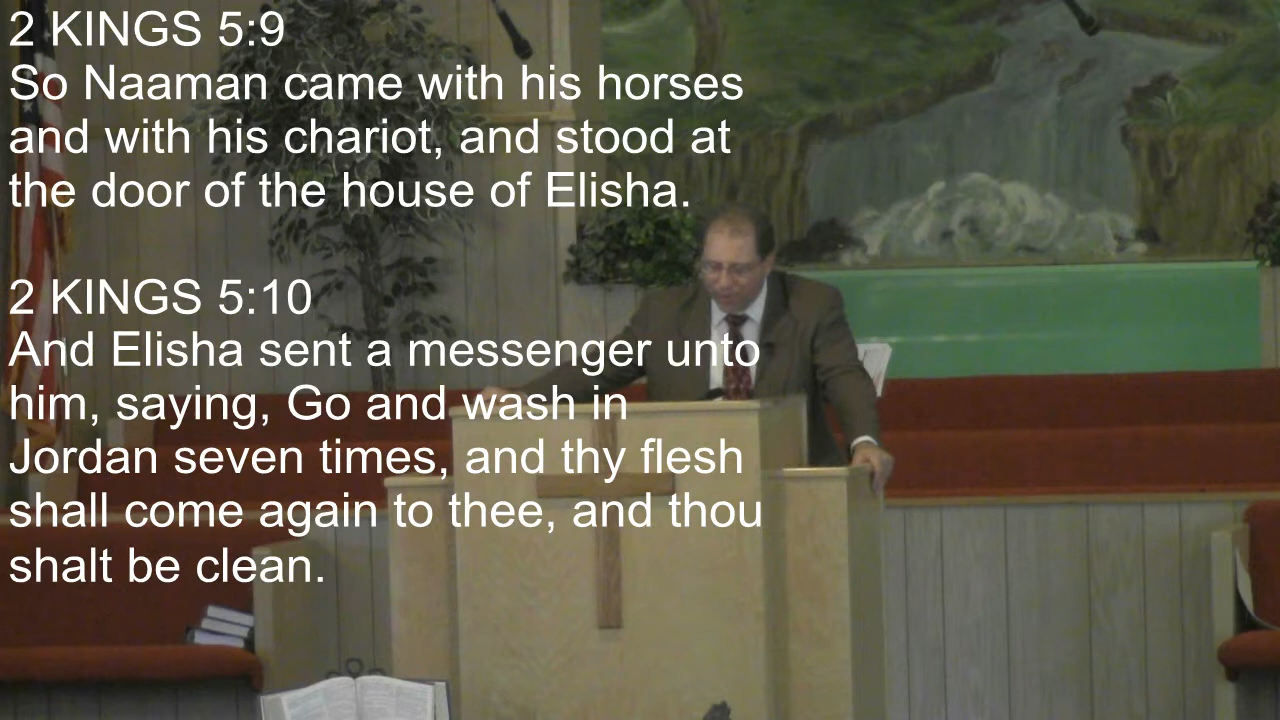 2 KINGS 5:9
So Naaman came with his horses
and with his chariot, and stood at
the door of the house of Elisha.
2 KINGS 5:10
And Elisha sent a messenger unto
him, saying, Go and wash in
Jordan seven times, and thy flesh
shall come again to thee, and thou
shalt be clean.